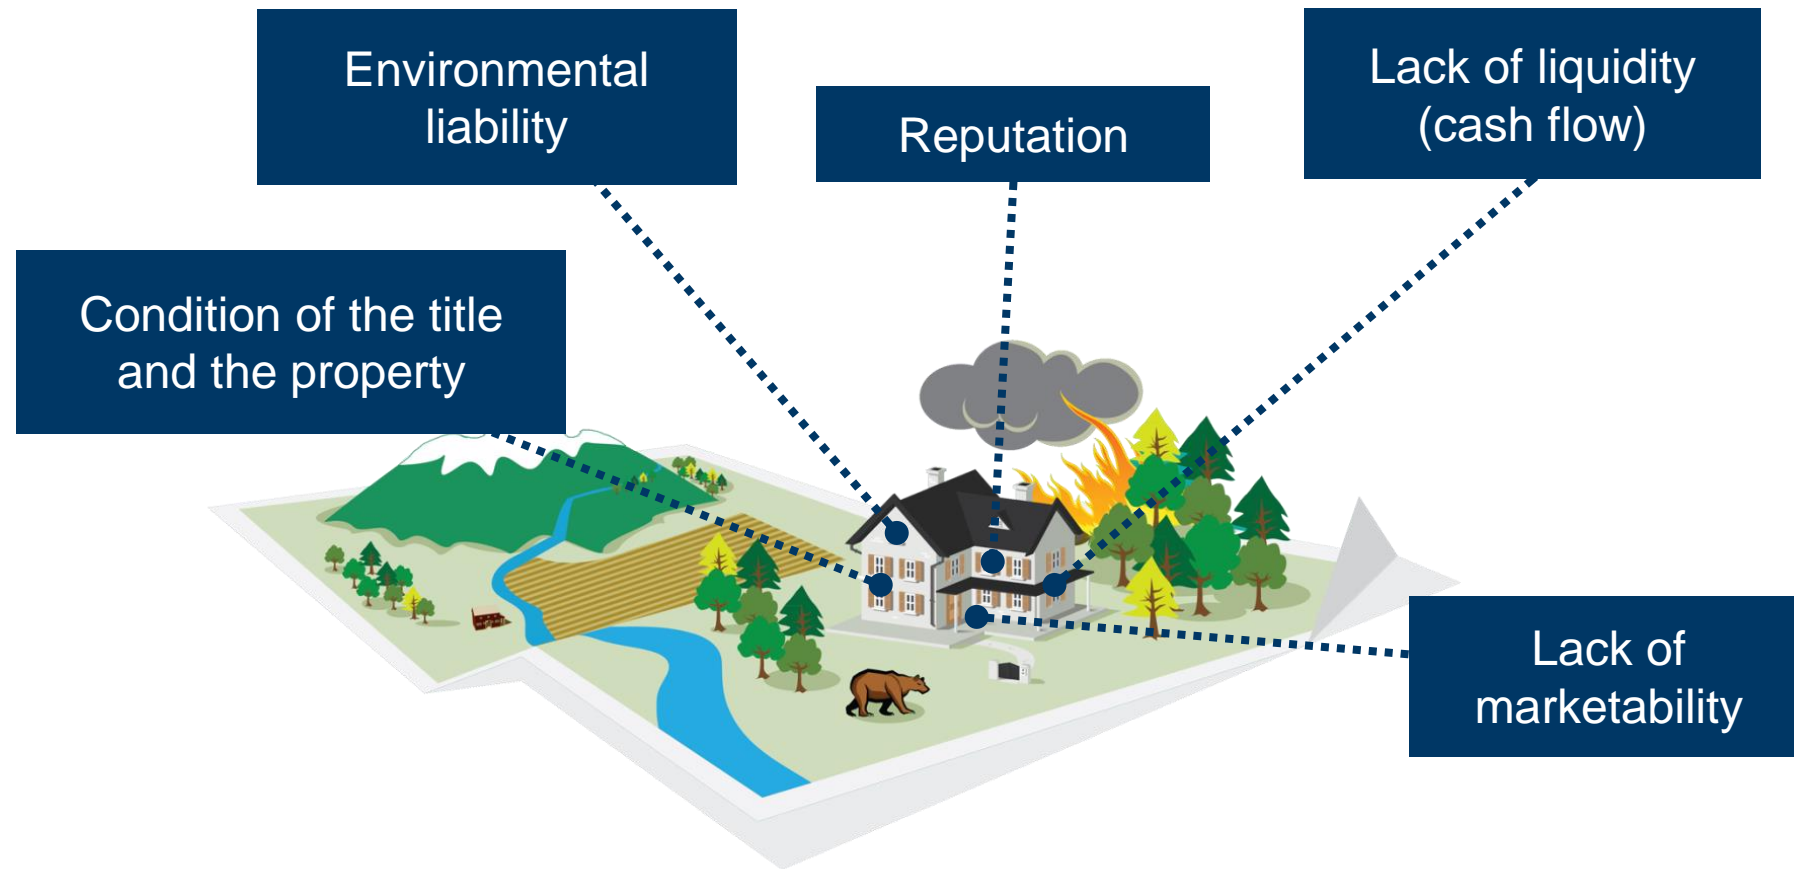 Environmental
liability
Reputation
Lack of liquidity
(cash flow)
Condition of the title
and the property
Lack of
marketability